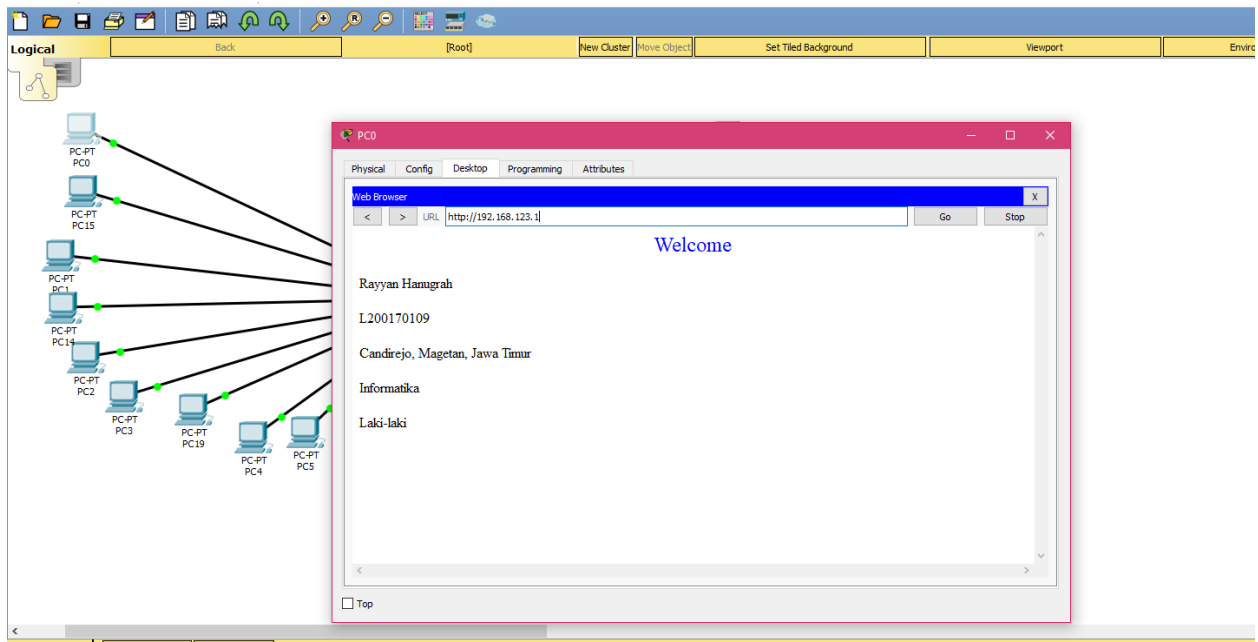 Logical
Back
[Root]
New Cluster
Move Object
Set Tiled Background
Viewport
PC-PT
PC0
PC-PT
PC15
PC-PT
PC1
PC-PT
PC14
PC-PT
PC2
PC-PT
PC3
PC-PT
PC19
PC-PT
PC4
PC-PT
PC5
PC0
Physical Config Desktop Programming Attributes
Web Browser X
< > URL http://192.168.123.1 Go Stop
Welcome
Rayyan Hanugrah
L200170109
Candirejo, Magetan, Jawa Timur
Informatika
Laki-laki
Top